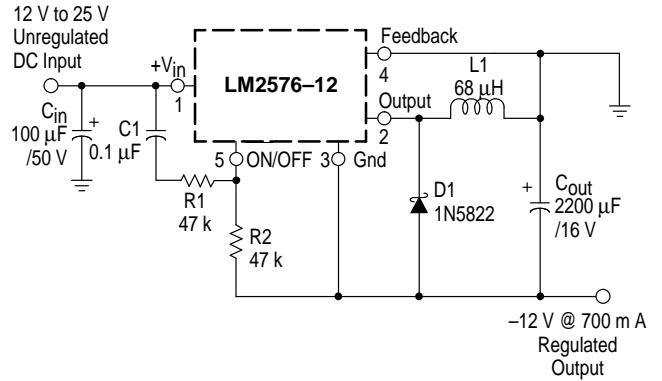 12 V to 25 V
Unregulated
DC Input
+Vin
1
LM2576–12
Feedback
4
Output
2
L1
68 µH
Cin
+
100 µF
/50 V
C1
0.1 µF
5
ON/OFF
3
Gnd
R1
47 k
R2
47 k
D1
1N5822
+
Cout
2200 µF
/16 V
–12 V @ 700 m A
Regulated
Output